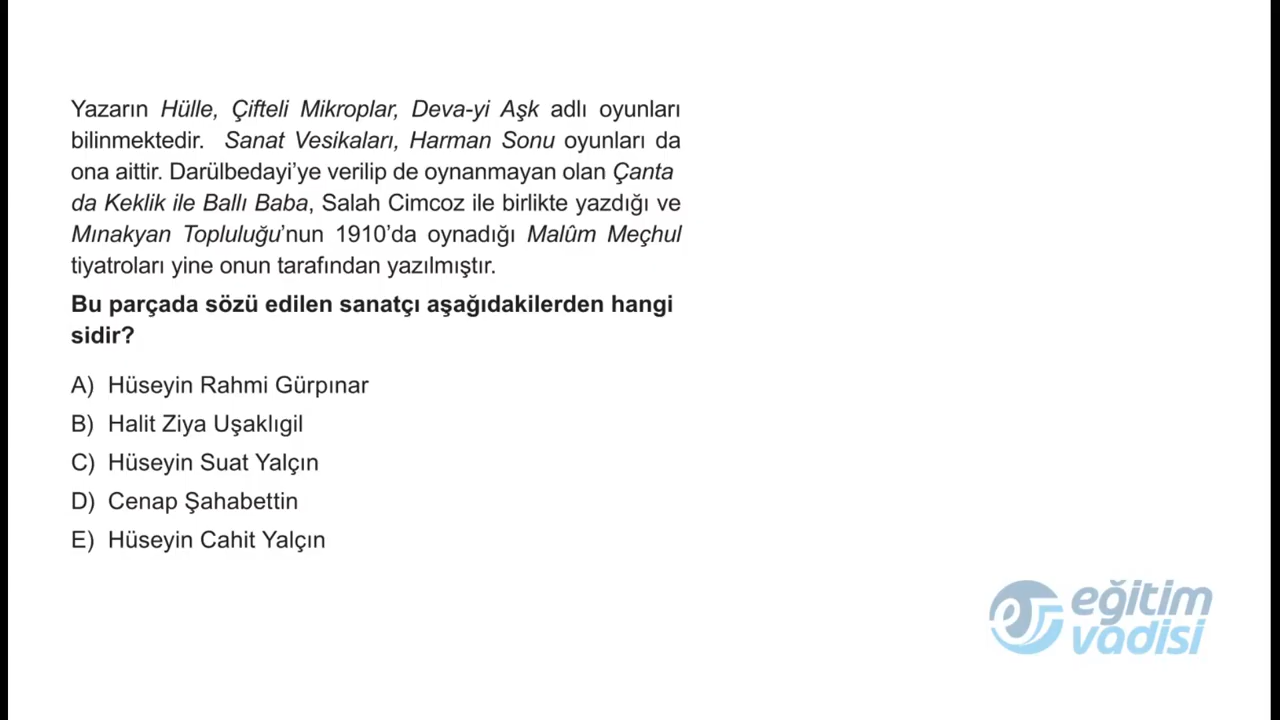 Yazarın Hülle, Çifteli Mikroplar, Deva-yi Aşk adlı oyunları
bilinmektedir. Sanat Vesikaları, Harman Sonu oyunları da
ona aittir. Darülbedayi’ye verilip de oynanmayan olan Çanta
da Keklik ile Ballı Baba, Salah Cimcoz ile birlikte yazdığı ve
Mınakyan Topluluğu’nun 1910’da oynadığı Malûm Meçhul
tiyatroları yine onun tarafından yazılmıştır.
Bu parçada sözü edilen sanatçı aşağıdakilerden hangi
sidir?
A) Hüseyin Rahmi Gürpınar
B) Halit Ziya Uşaklıgil
C) Hüseyin Suat Yalçın
D) Cenap Şahabettin
E) Hüseyin Cahit Yalçın
eğitim
vadisi